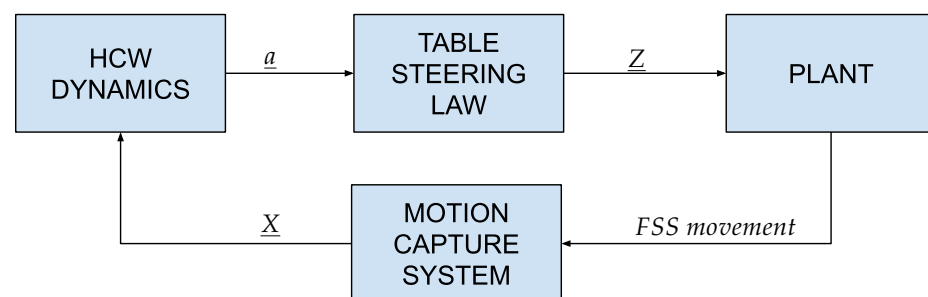 HCW
DYNAMICS
a
TABLE
STEERING
LAW
Z
PLANT
X
MOTION
CAPTURE
SYSTEM
FSS movement